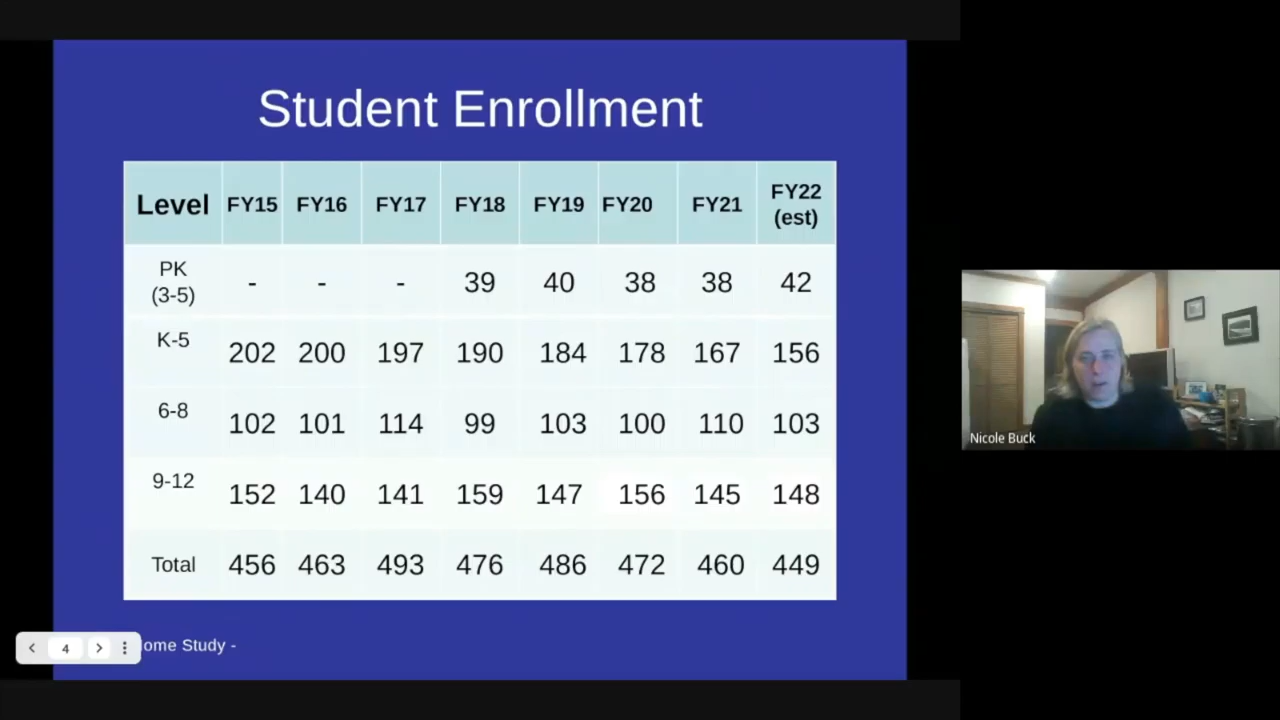 Student Enrollment
Level FY15 FY16 FY17 FY18 FY19 FY20 FY21 FY22 (est)
PK (3-5) - - - 39 40 38 38 42
K-5 202 200 197 190 184 178 167 156
6-8 102 101 114 99 103 100 110 103
9-12 152 140 141 159 147 156 145 148
Total 456 463 493 476 486 472 460 449
4
Study -
Nicole Buck